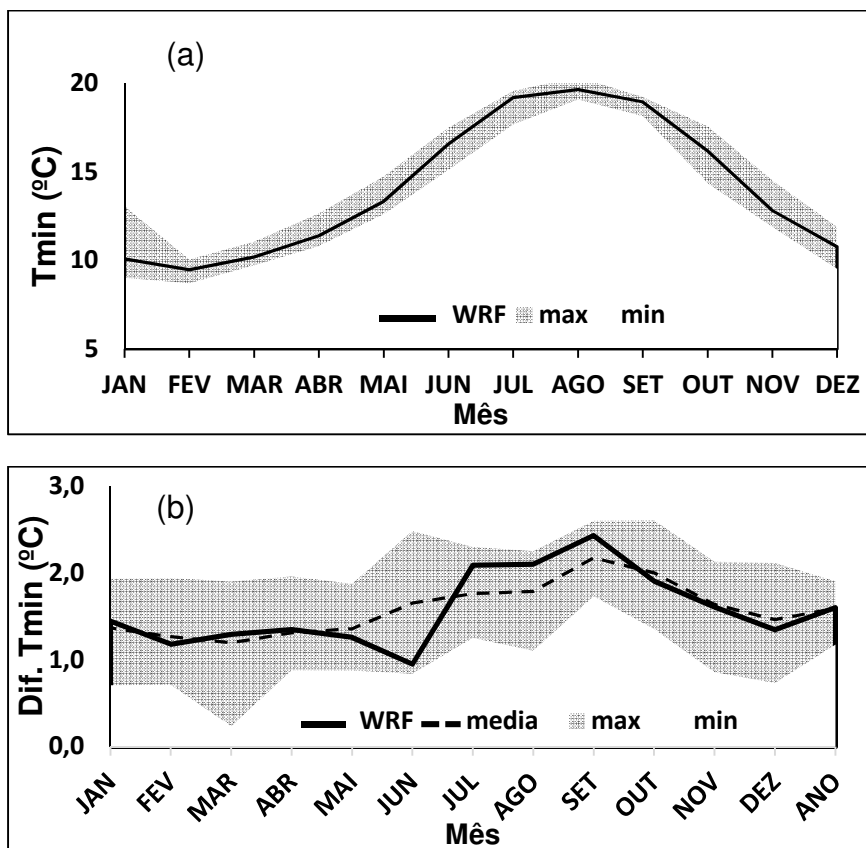 (a)
Tmin (ºC)
20
15
10
5
WRF max min
JAN FEV MAR ABR MAI JUN JUL AGO SET OUT NOV DEZ
Mês
(b)
Dif. Tmin (ºC)
3,0
2,0
1,0
0,0
WRF media max min
JAN FEV MAR ABR MAI JUN JUL AGO SET OUT NOV DEZ ANO
Mês